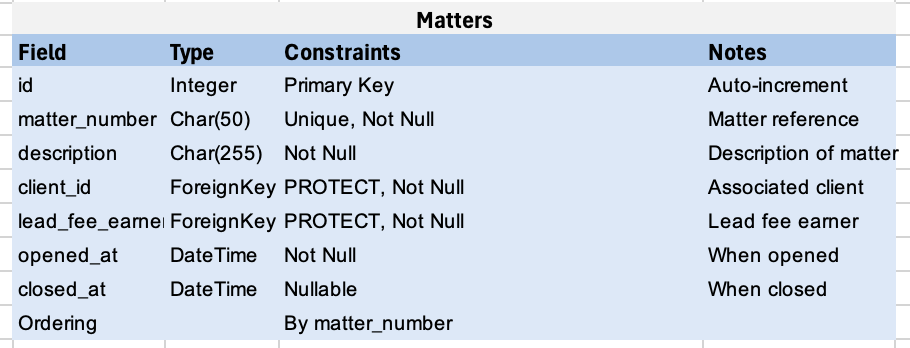 Matters
Field Type Constraints Notes
id Integer Primary Key Auto-increment
matter_number Char(50) Unique, Not Null Matter reference
description Char(255) Not Null Description of matter
client_id ForeignKey PROTECT, Not Null Associated client
lead_fee_earner ForeignKey PROTECT, Not Null Lead fee earner
opened_at DateTime Not Null When opened
closed_at DateTime Nullable When closed
Ordering By matter_number